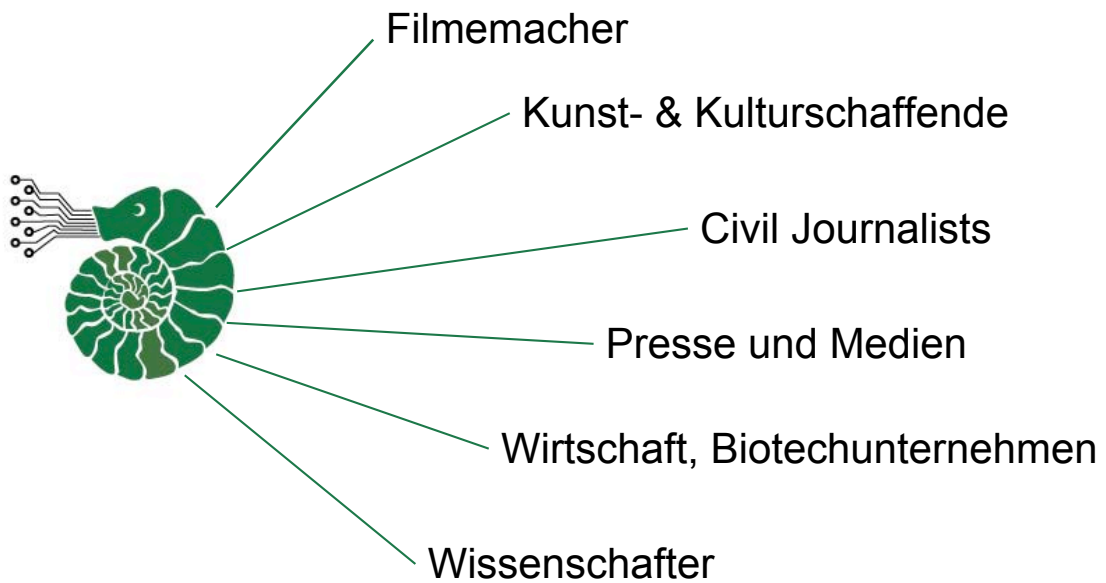 Filmemacher
Kunst- & Kulturschaffende
Civil Journalists
Presse und Medien
Wirtschaft, Biotechunternehmen
Wissenschafter